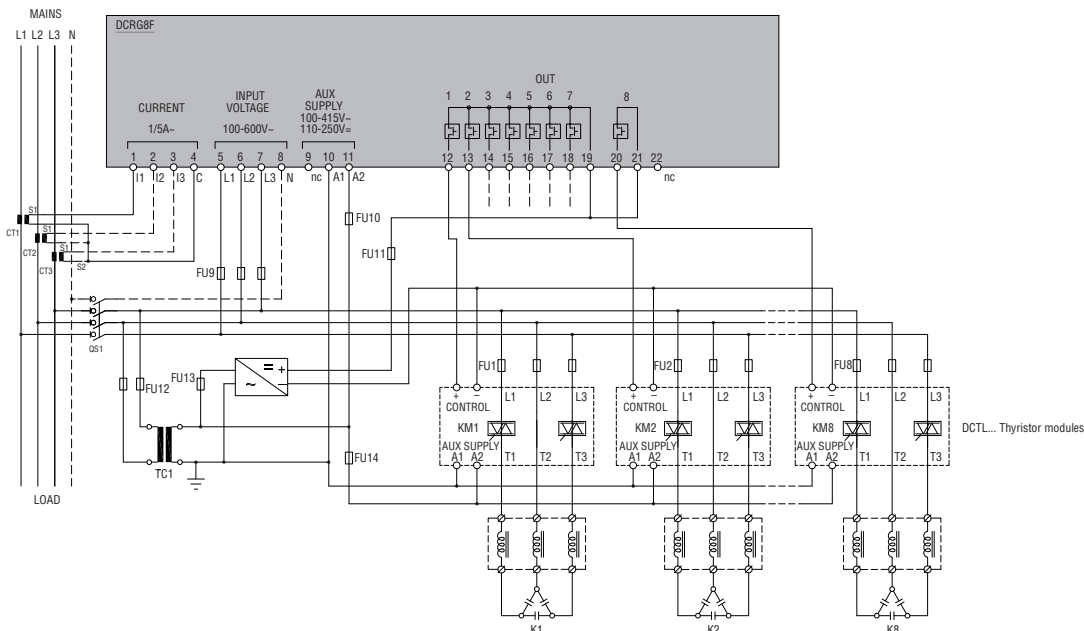 MAINS
L1 L2 L3 N
DCRG8F
CURRENT
1/5A~
INPUT
VOLTAGE
100-600V~
AUX
SUPPLY
100-415V~
110-250V=
OUT
1 2 3 4 5 6 7 8
1 2 3 4 5 6 7 8 9 10 11 12 13 14 15 16 17 18 19 20 21 22
I1 I2 I3 C L1 L2 L3 N nc A1 A2 nc
S1
CT1
S1
CT2
S1
CT3 S2
FU10
FU11
FU9
QS1
FU12 FU13
= +
~ −
FU1 FU2 FU8
+ − L1 L2 L3
CONTROL
KM1
AUX SUPPLY
A1 A2 T1 T2 T3
+ − L1 L2 L3
CONTROL
KM2
AUX SUPPLY
A1 A2 T1 T2 T3
+ − L1 L2 L3
CONTROL
KM8
AUX SUPPLY
A1 A2 T1 T2 T3
DCTL... Thyristor modules
FU14
TC1
LOAD
K1 K2 K8